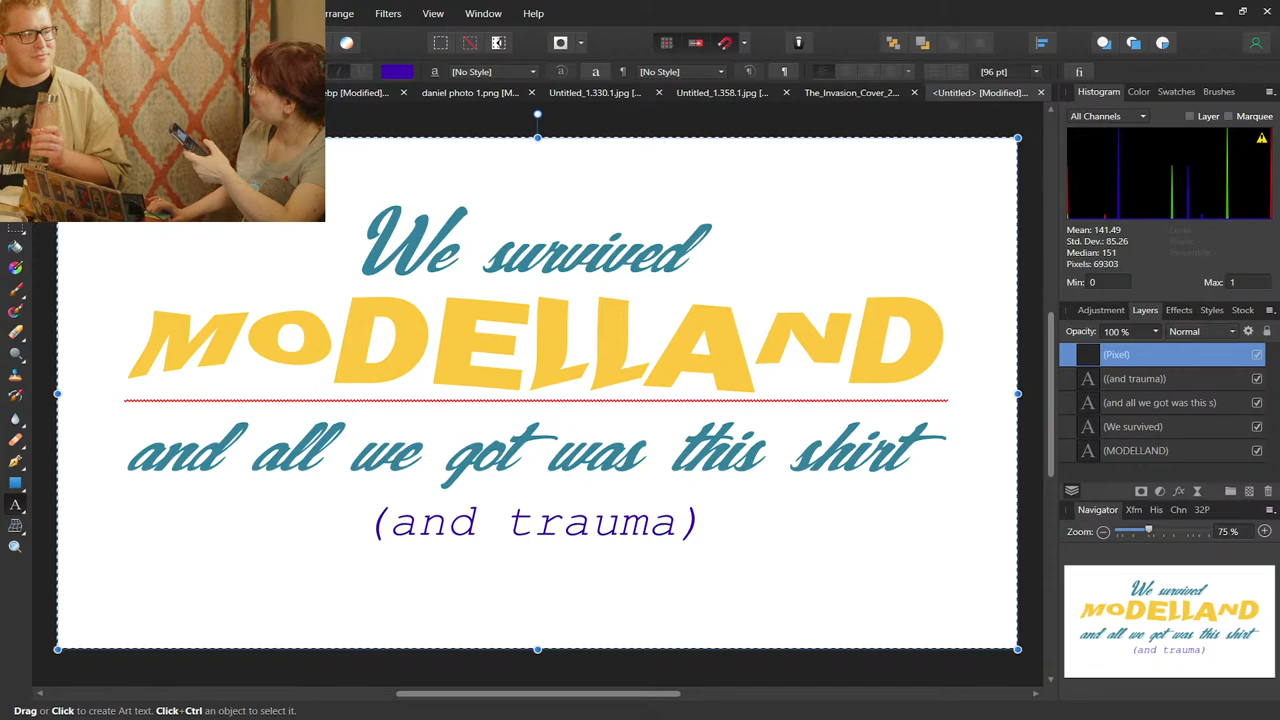 rrange Filters View Window Help
[No Style] [No Style] [96 pt]
ebp [Modified]... daniel photo 1.png [M... Untitled_1.330.1.jpg [... Untitled_1.358.1.jpg [... The_Invasion_Cover_2... <Untitled> [Modified]...
Histogram Color Swatches Brushes
All Channels Layer Marquee
Mean: 141.49
Std. Dev.: 85.26
Median: 151
Pixels: 69303
Min: 0 Max: 1
Adjustment Layers Effects Styles Stock
Opacity: 100 % Normal
(Pixel)
((and trauma))
(and all we got was this s)
(We survived)
(MODELLAND)
Navigator Xfm His Chn 32P
Zoom: 75 %
We survived
MODELLAND
and all we got was this shirt
(and trauma)
We survived
MODELLAND
and all we got was this shirt
(and trauma)
Drag or Click to create Art text. Click+Ctrl an object to select it.